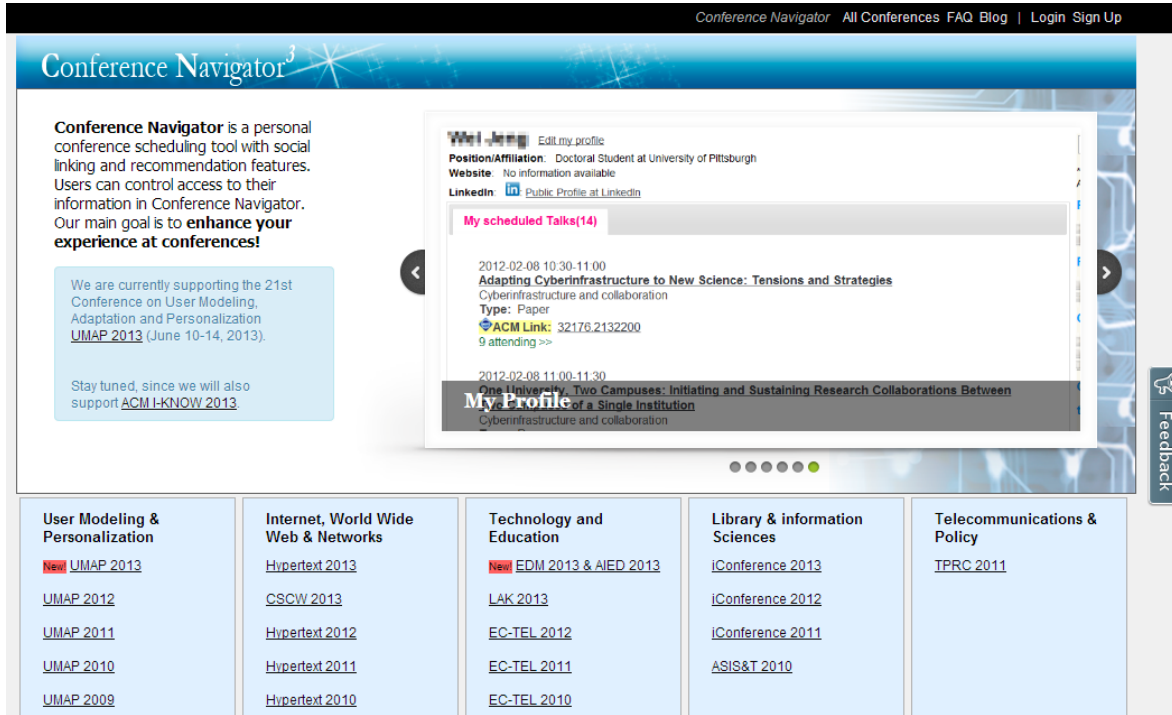 Conference Navigator All Conferences FAQ Blog | Login Sign Up
Conference Navigator3
Conference Navigator is a personal
conference scheduling tool with social
linking and recommendation features.
Users can control access to their
information in Conference Navigator.
Our main goal is to enhance your
experience at conferences!
We are currently supporting the 21st
Conference on User Modeling,
Adaptation and Personalization
UMAP 2013 (June 10-14, 2013).
Stay tuned, since we will also
support ACM I-KNOW 2013.
Edit my profile
Position/Affiliation: Doctoral Student at University of Pittsburgh
Website: No information available
LinkedIn: in: Public Profile at LinkedIn
My scheduled Talks(14)
2012-02-08 10:30-11:00
Adapting Cyberinfrastructure to New Science: Tensions and Strategies
Cyberinfrastructure and collaboration
Type: Paper
ACM Link: 32176.2132200
9 attending >>
2012-02-08 11:00-11:30
One University, Two Campuses: Initiating and Sustaining Research Collaborations Between
of a Single Institution
My Profile
Cyberinfrastructure and collaboration
Feedback
User Modeling &
Personalization
New! UMAP 2013
UMAP 2012
UMAP 2011
UMAP 2010
UMAP 2009
Internet, World Wide
Web & Networks
Hypertext 2013
CSCW 2013
Hypertext 2012
Hypertext 2011
Hypertext 2010
Technology and
Education
New! EDM 2013 & AIED 2013
LAK 2013
EC-TEL 2012
EC-TEL 2011
EC-TEL 2010
Library & information
Sciences
iConference 2013
iConference 2012
iConference 2011
ASIS&T 2010
Telecommunications &
Policy
TPRC 2011